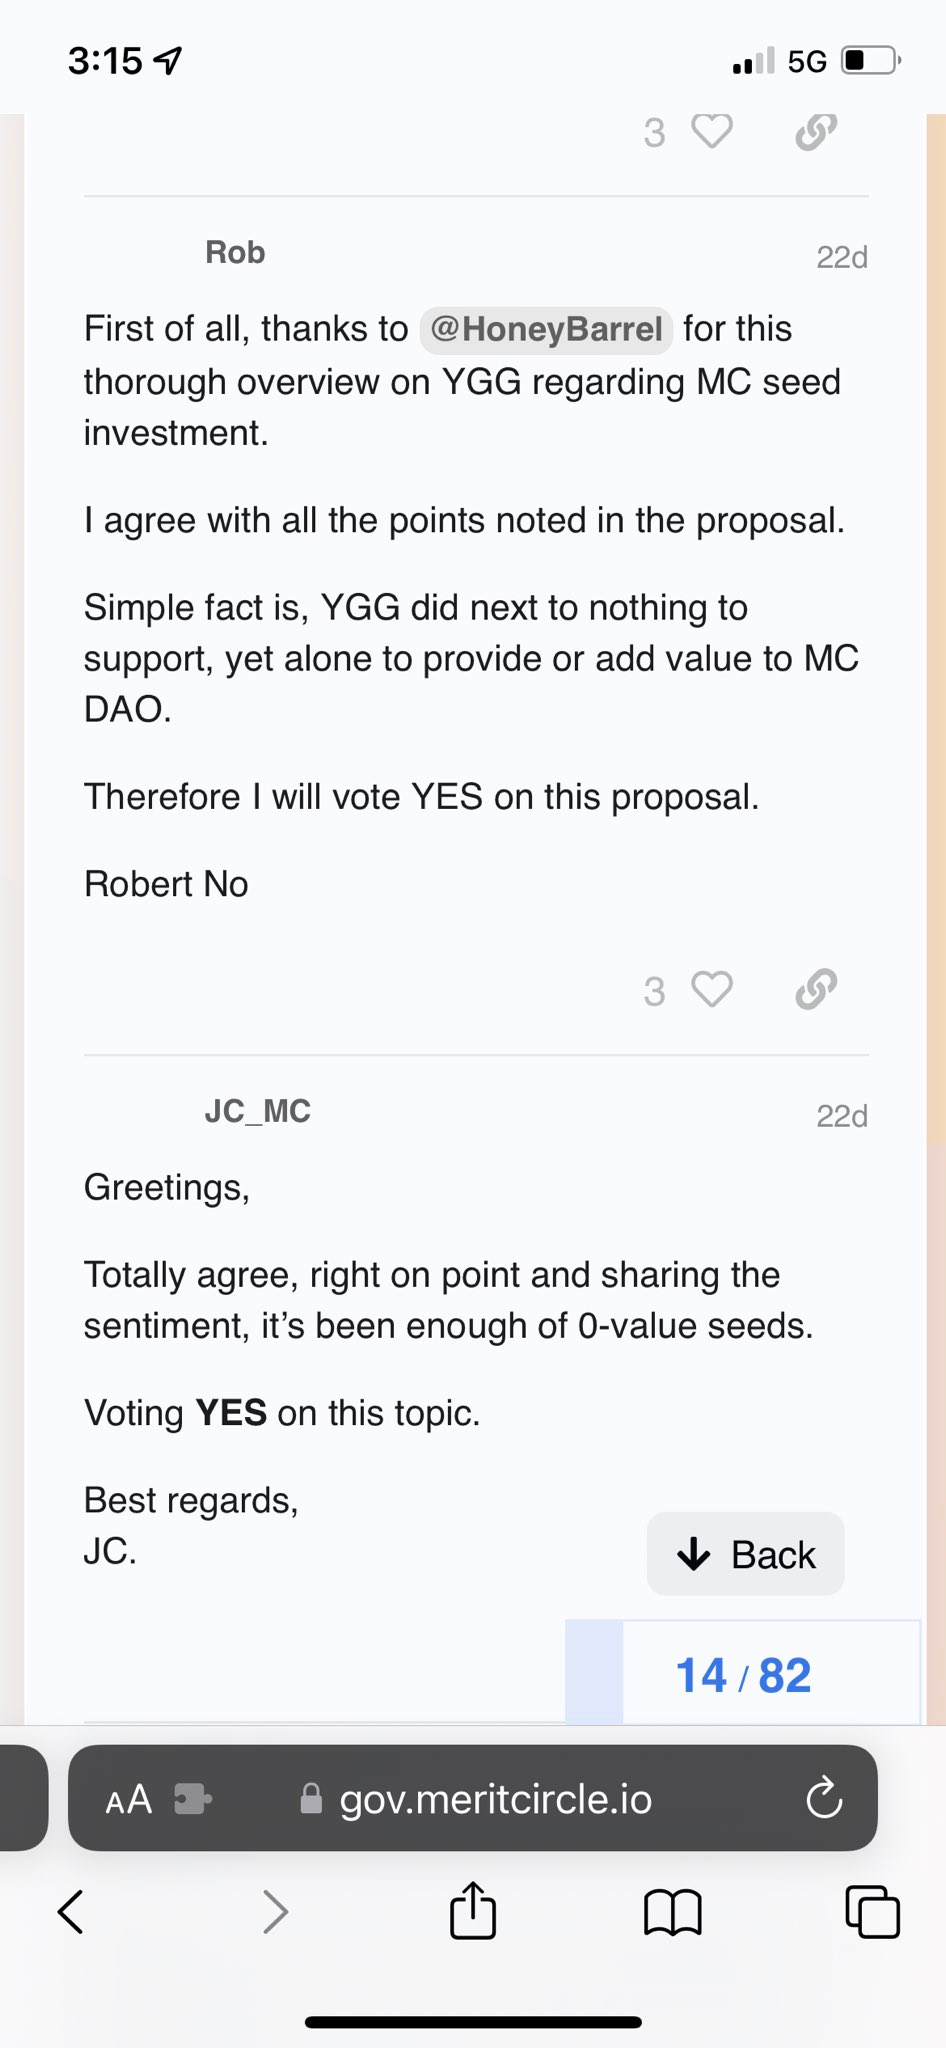 3:15
5G
3
Rob
22d
First of all, thanks to @HoneyBarrel for this
thorough overview on YGG regarding MC seed
investment.
I agree with all the points noted in the proposal.
Simple fact is, YGG did next to nothing to
support, yet alone to provide or add value to MC
DAO.
Therefore I will vote YES on this proposal.
Robert No
3
JC_MC
22d
Greetings,
Totally agree, right on point and sharing the
sentiment, it’s been enough of 0-value seeds.
Voting YES on this topic.
Best regards,
JC.
Back
14 / 82
AA
gov.meritcircle.io